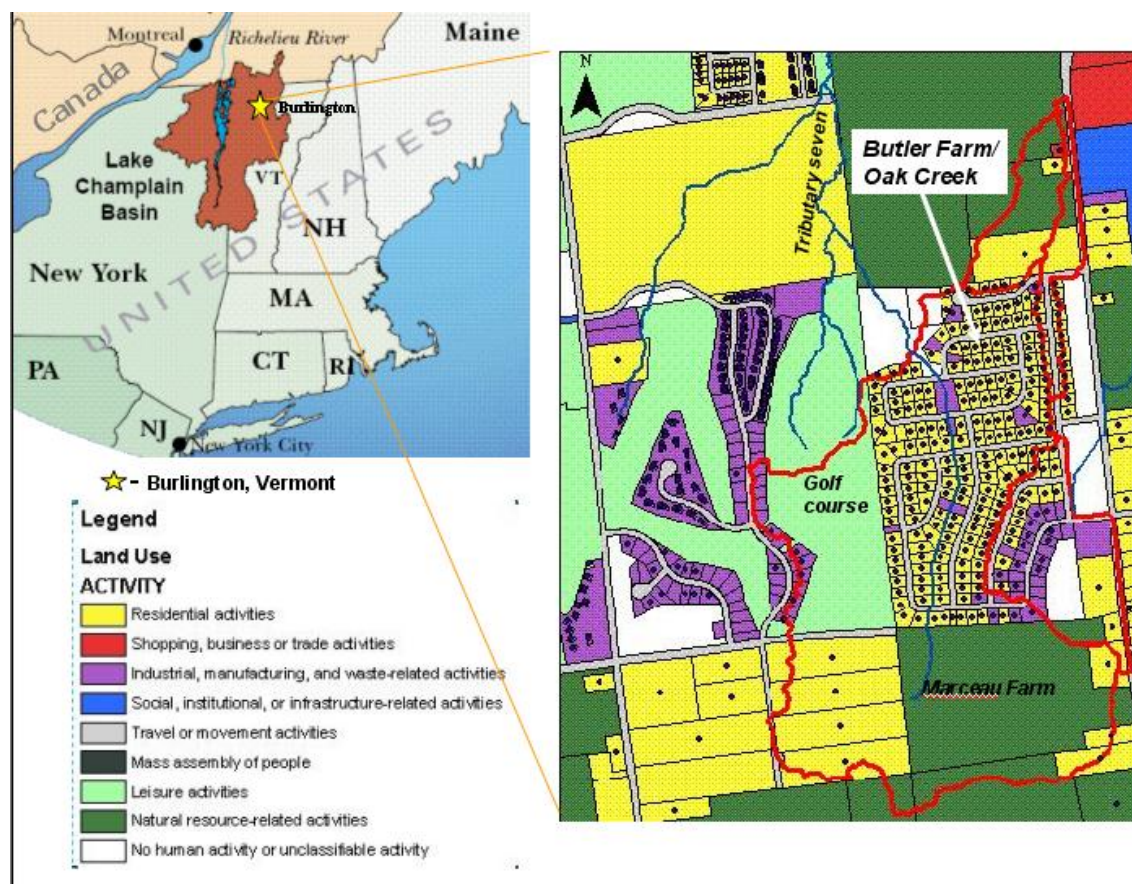 Montreal
Richelieu River
Maine
Canada
Burlington
Lake
Champlain
Basin
VT
UNITED STATES
NH
New York
MA
CT
RI
PA
NJ
New York City
- Burlington, Vermont
Legend
Land Use
ACTIVITY
Residential activities
Shopping, business or trade activities
Industrial, manufacturing, and waste-related activities
Social, institutional, or infrastructure-related activities
Travel or movement activities
Mass assembly of people
Leisure activities
Natural resource-related activities
No human activity or unclassifiable activity
N
Tributary seven
Butler Farm/
Oak Creek
Golf
course
Marceau Farm